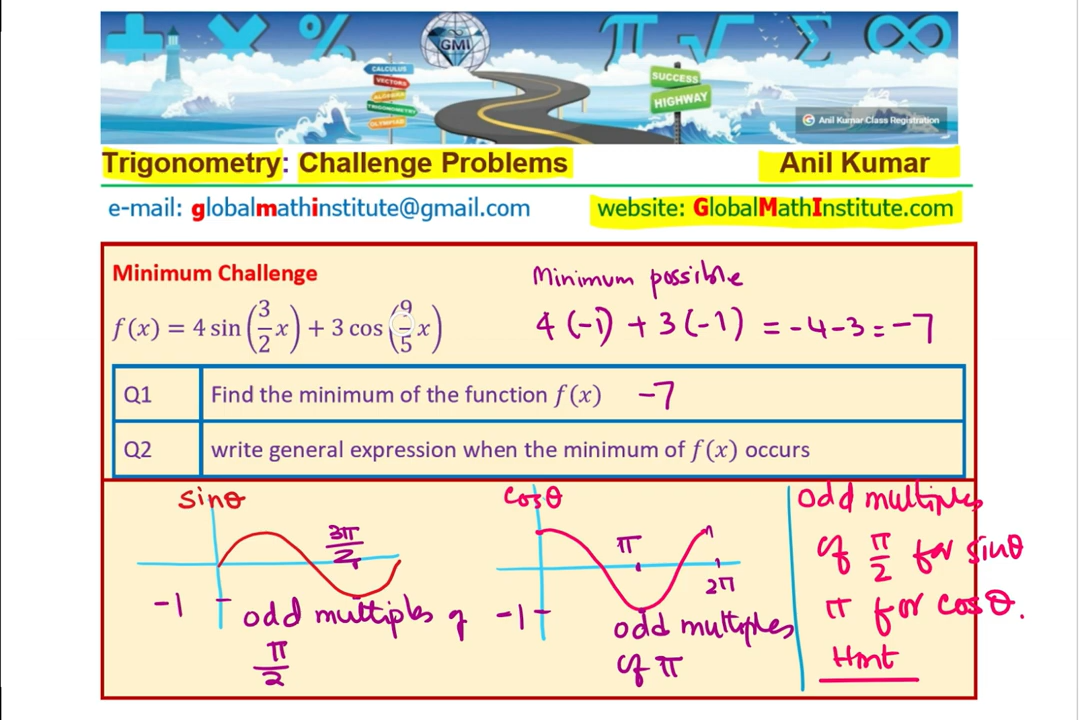 GMI
CALCULUS
VECTORS
ALGEBRA
TRIGONOMETRY
OLYMPIAD
SUCCESS
HIGHWAY
Anil Kumar Class Registration
Trigonometry: Challenge Problems Anil Kumar
e-mail: globalmathinstitute@gmail.com website: GlobalMathInstitute.com
Minimum Challenge
Minimum possible
f(x) = 4 sin(3/2 x) + 3 cos(9/5 x)
4(-1) + 3(-1) = -4-3 = -7
Q1 Find the minimum of the function f(x) -7
Q2 write general expression when the minimum of f(x) occurs
sinθ
3π/2
-1
odd multiples of
π/2
cosθ
π
2π
-1
odd multiples
of π
odd multiples
of π/2 for sinθ
π for cosθ.
Hint